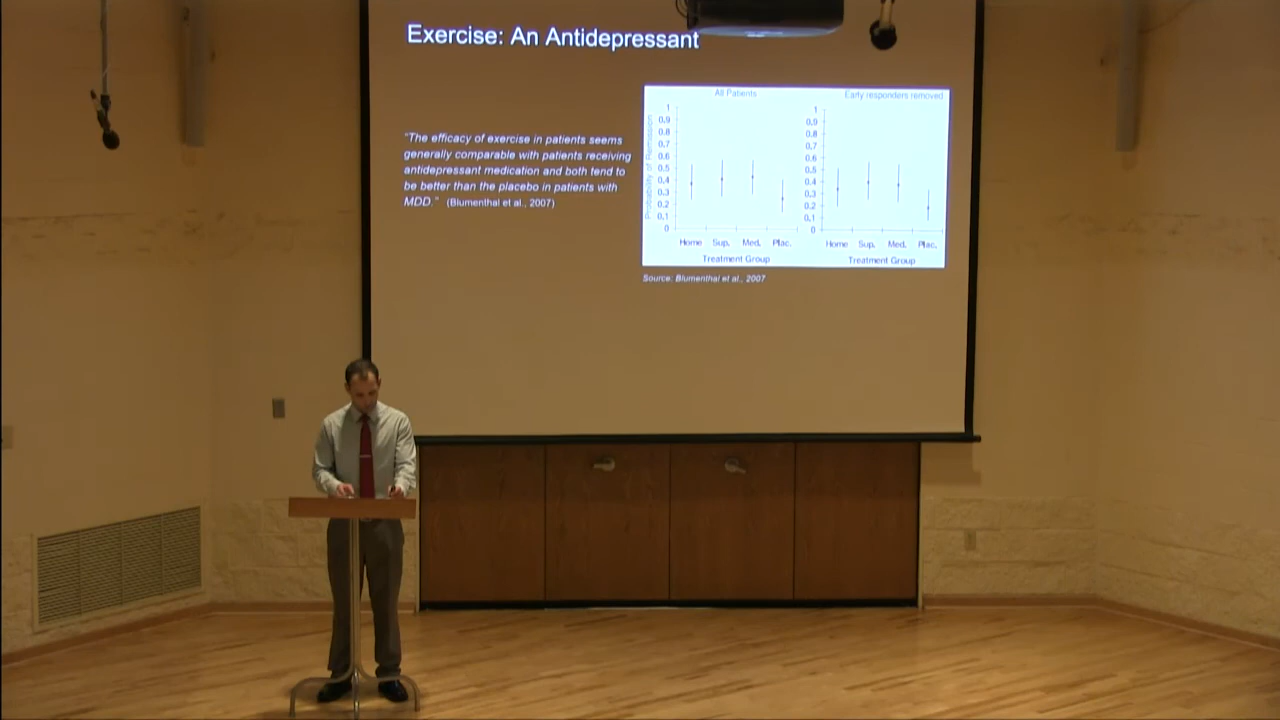 Exercise: An Antidepressant
"The efficacy of exercise in patients seems
generally comparable with patients receiving
antidepressant medication and both tend to
be better than the placebo in patients with
MDD." (Blumenthal et al., 2007)
All Patients
Probability of Remission
1
0.9
0.8
0.7
0.6
0.5
0.4
0.3
0.2
0.1
0
Home Sup. Med. Plac.
Treatment Group
Early responders removed
1
0.9
0.8
0.7
0.6
0.5
0.4
0.3
0.2
0.1
0
Home Sup. Med. Plac.
Treatment Group
Source: Blumenthal et al., 2007